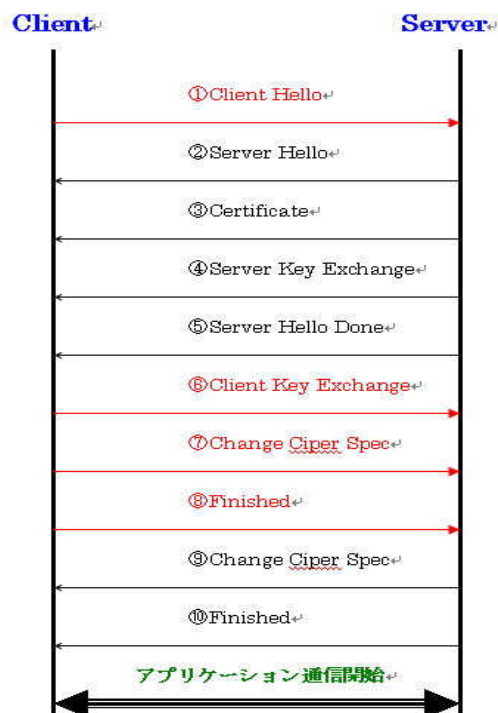 Client Server
①Client Hello
②Server Hello
③Certificate
④Server Key Exchange
⑤Server Hello Done
⑥Client Key Exchange
⑦Change Ciper Spec
⑧Finished
⑨Change Ciper Spec
⑩Finished
アプリケーション通信開始